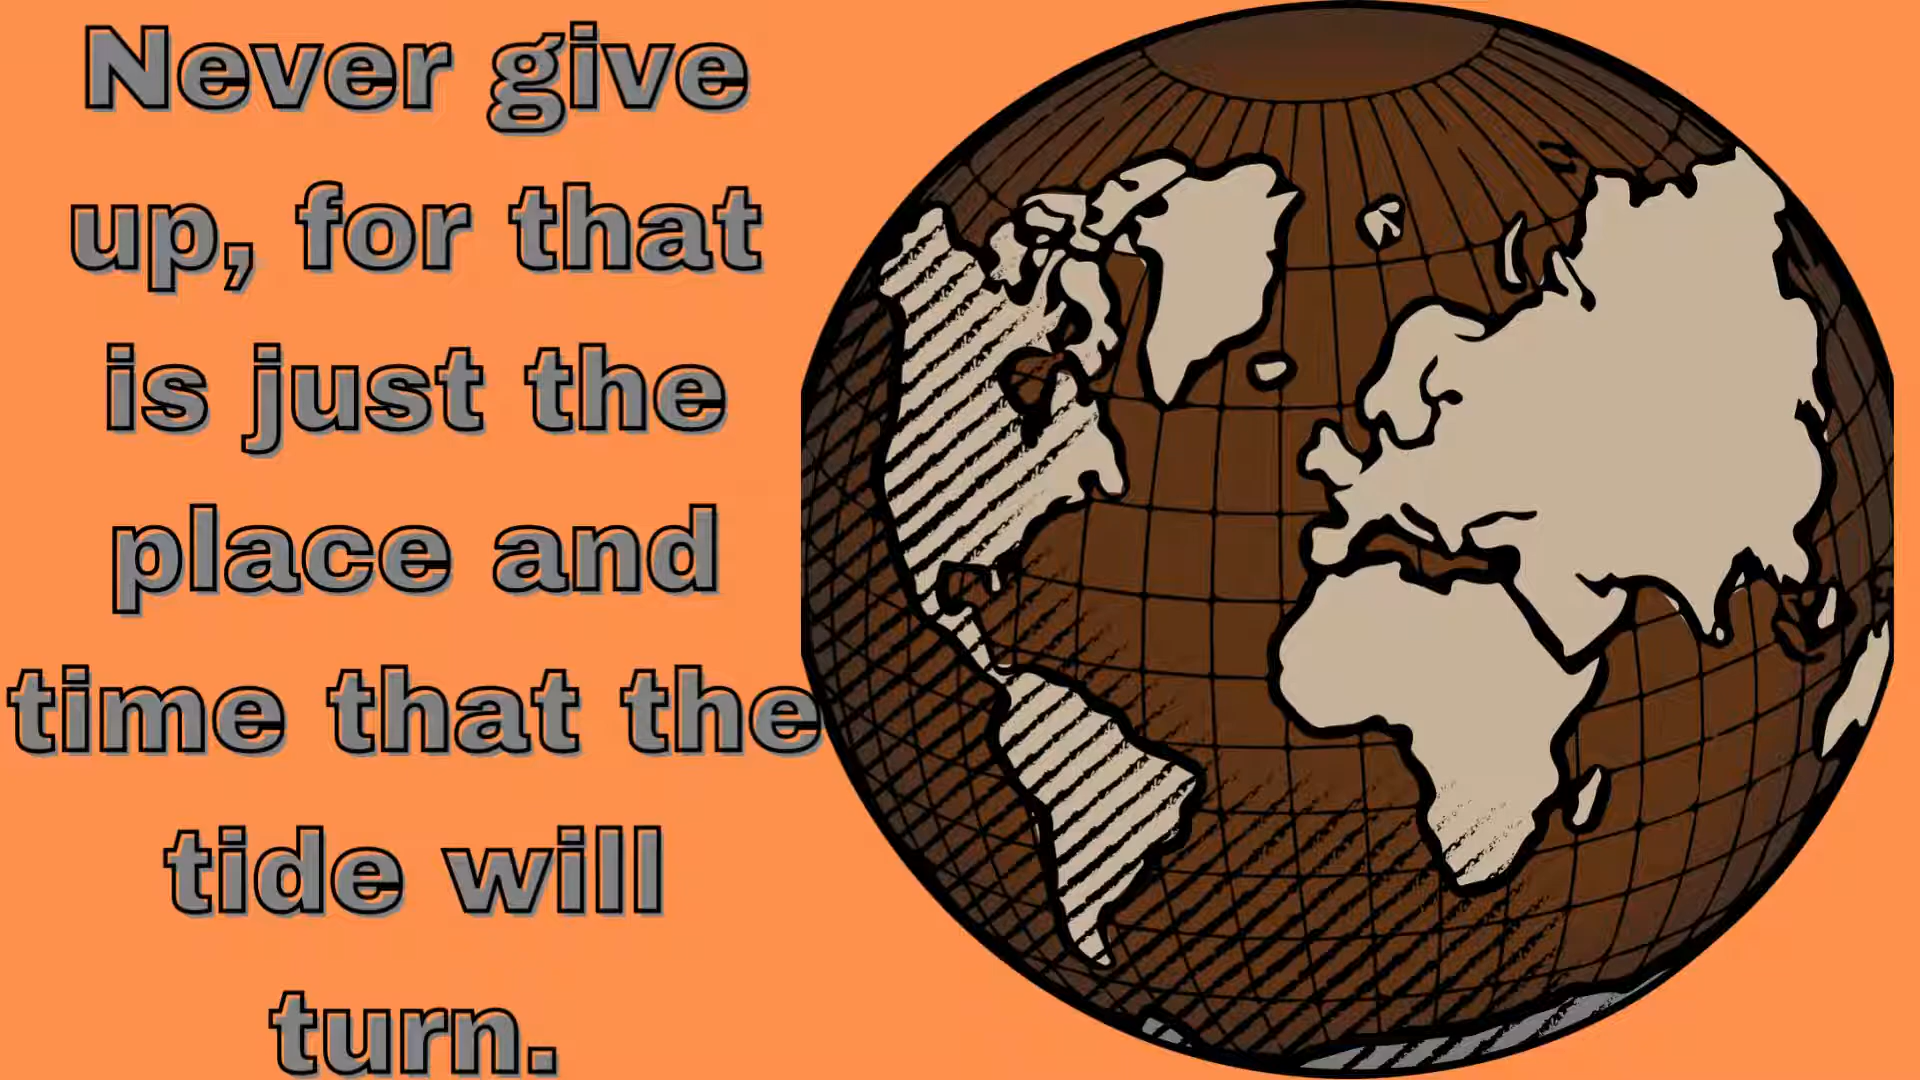 Never give
up, for that
is just the
place and
time that the
tide will
turn.